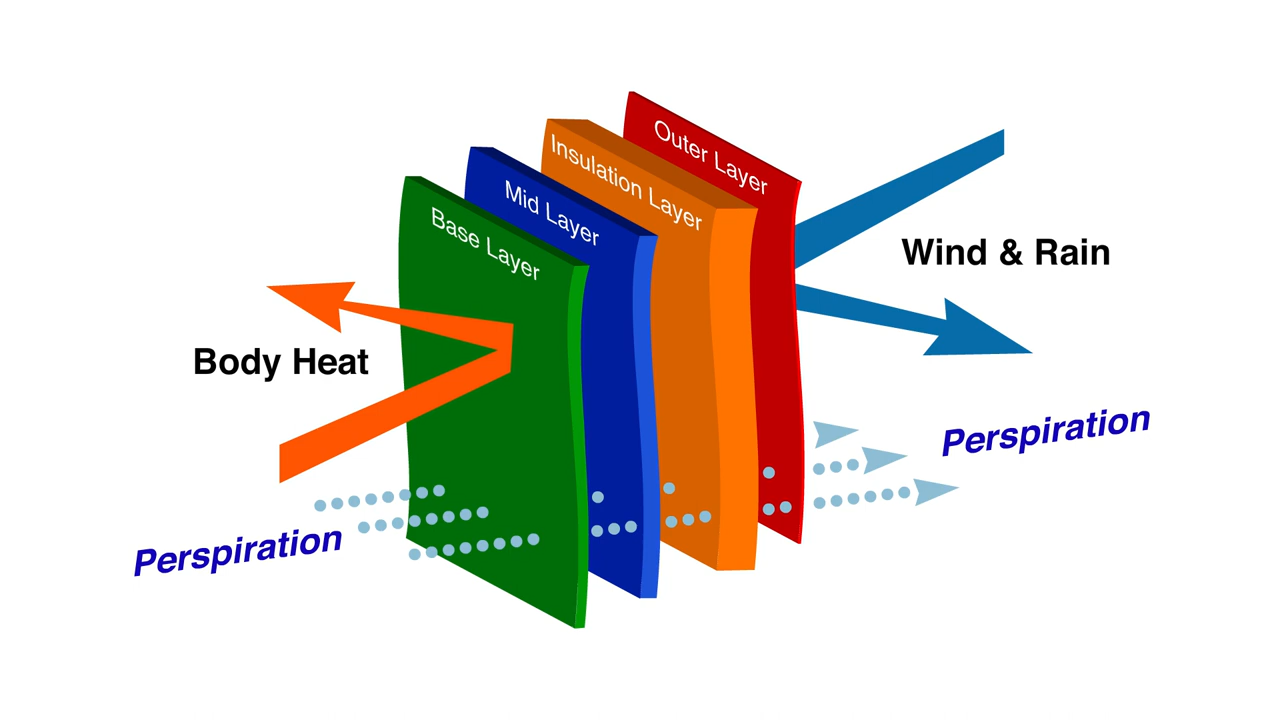 Outer Layer
Insulation Layer
Mid Layer
Base Layer
Wind & Rain
Body Heat
Perspiration
Perspiration